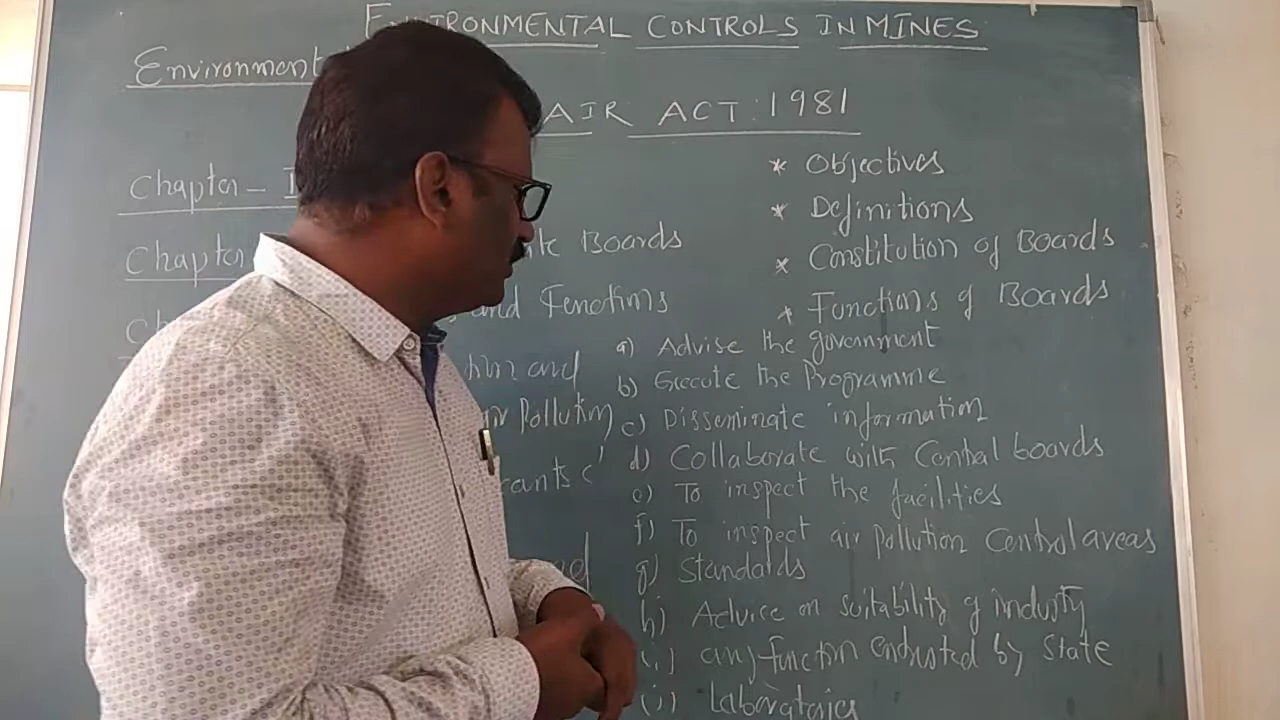 ENVIRONMENTAL CONTROLS IN MINES
Environment
AIR ACT: 1981
Chapter - I
Chapter
Boards
and Functions
and
air Pollution
* Objectives
* Definitions
* Constitution of Boards
* Functions of Boards
a) Advise the government
b) Execute the Programme
c) Disseminate information
d) Collaborate with Central boards
e) To inspect the facilities
f) To inspect air Pollution Control areas
g) Standards
h) Advice on suitability of industry
i) any function entrusted by State
j) Laboratories